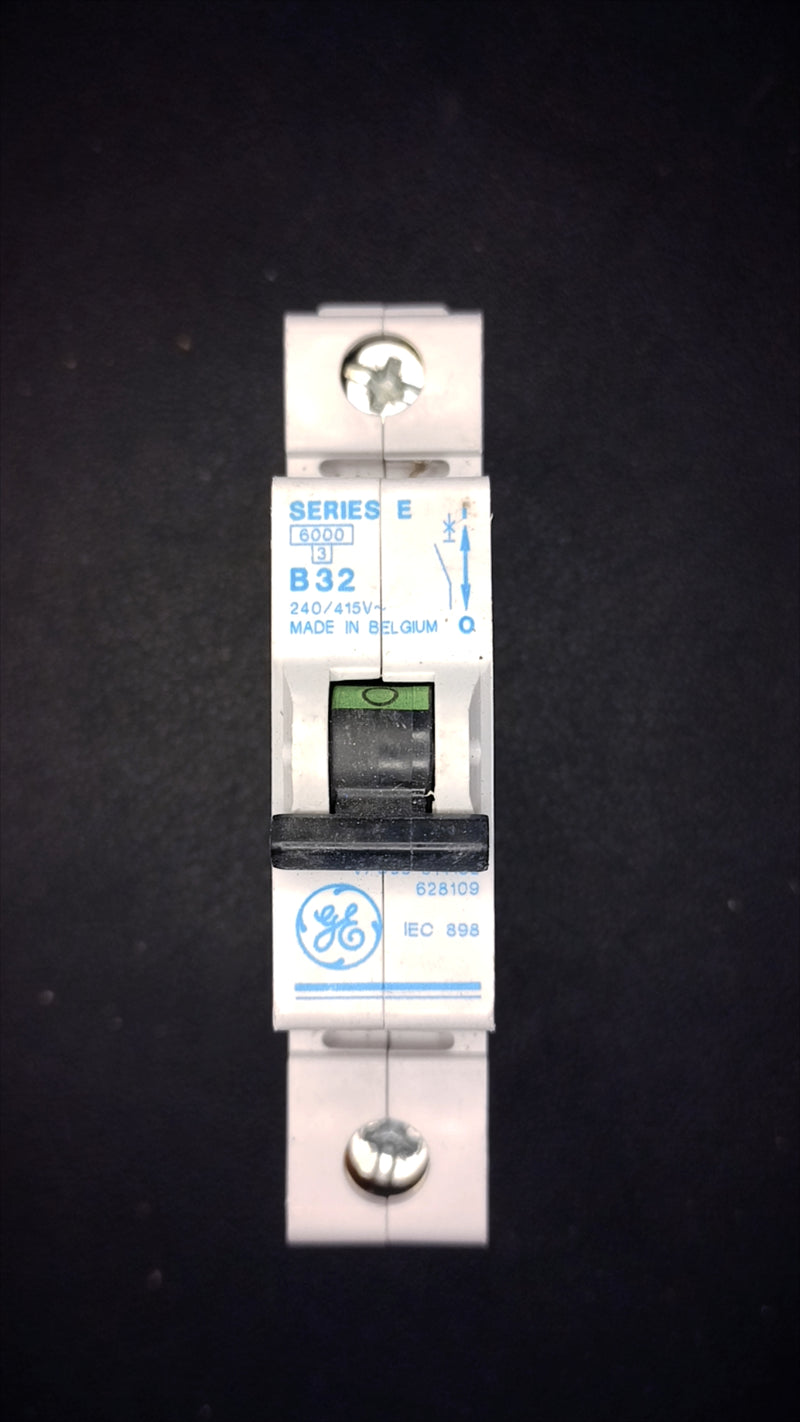 SERIES E
I
6000
3
B32
240/415V~
MADE IN BELGIUM
O
O
628109
GE
IEC 898